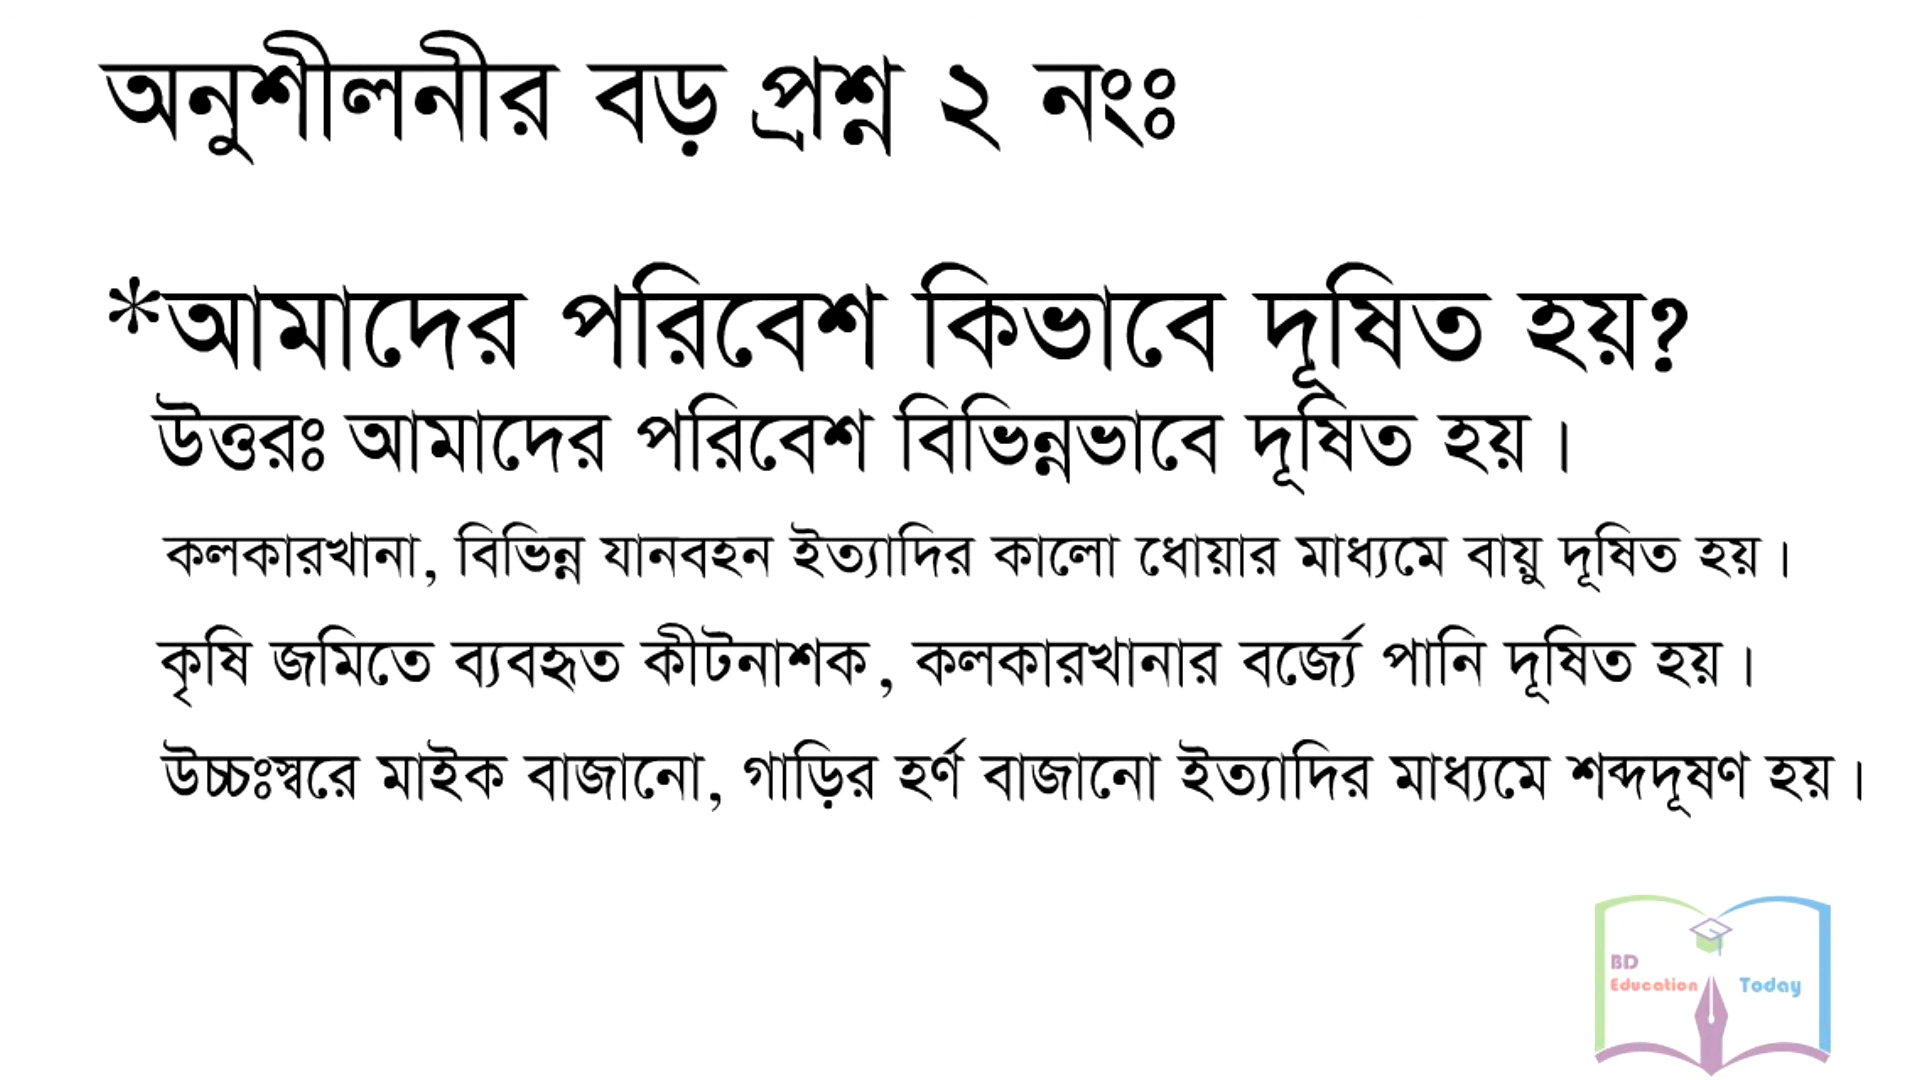 অনুশীলনীর বড় প্রশ্ন ২ নংঃ
*আমাদের পরিবেশ কিভাবে দূষিত হয়?
উত্তরঃ আমাদের পরিবেশ বিভিন্নভাবে দূষিত হয়।
কলকারখানা, বিভিন্ন যানবহন ইত্যাদির কালো ধোয়ার মাধ্যমে বায়ু দূষিত হয়।
কৃষি জমিতে ব্যবহৃত কীটনাশক, কলকারখানার বর্জ্যে পানি দূষিত হয়।
উচ্চঃস্বরে মাইক বাজানো, গাড়ির হর্ণ বাজানো ইত্যাদির মাধ্যমে শব্দদূষণ হয়।
BD
Education Today